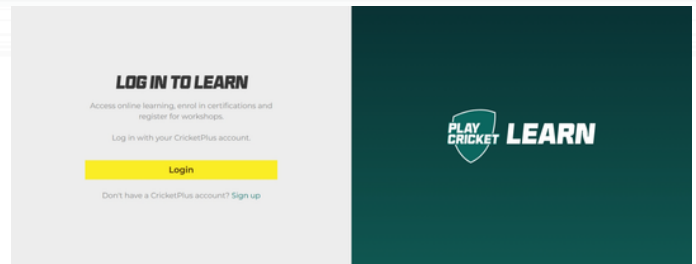 LOG IN TO LEARN
Access online learning, enrol in certifications and
register for workshops.
Log in with your CricketPlus account.
Login
Don't have a CricketPlus account? Sign up
PLAY
CRICKET
LEARN